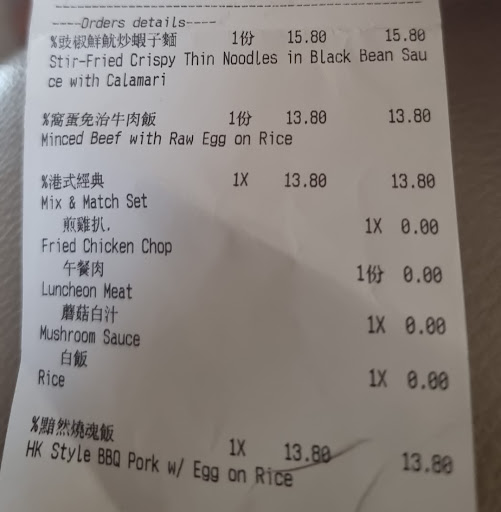 ----Orders details----
%豉椒鮮魷炒蝦子麵 1份 15.80 15.80
Stir-Fried Crispy Thin Noodles in Black Bean Sau
ce with Calamari
%窩蛋免治牛肉飯 1份 13.80 13.80
Minced Beef with Raw Egg on Rice
%港式經典 1X 13.80 13.80
Mix & Match Set
煎雞扒. 1X 0.00
Fried Chicken Chop
午餐肉 1份 0.00
Luncheon Meat
蘑菇白汁 1X 0.00
Mushroom Sauce
白飯 1X 0.00
Rice
%黯然燒魂飯 1X 13.80 13.80
HK Style BBQ Pork w/ Egg on Rice